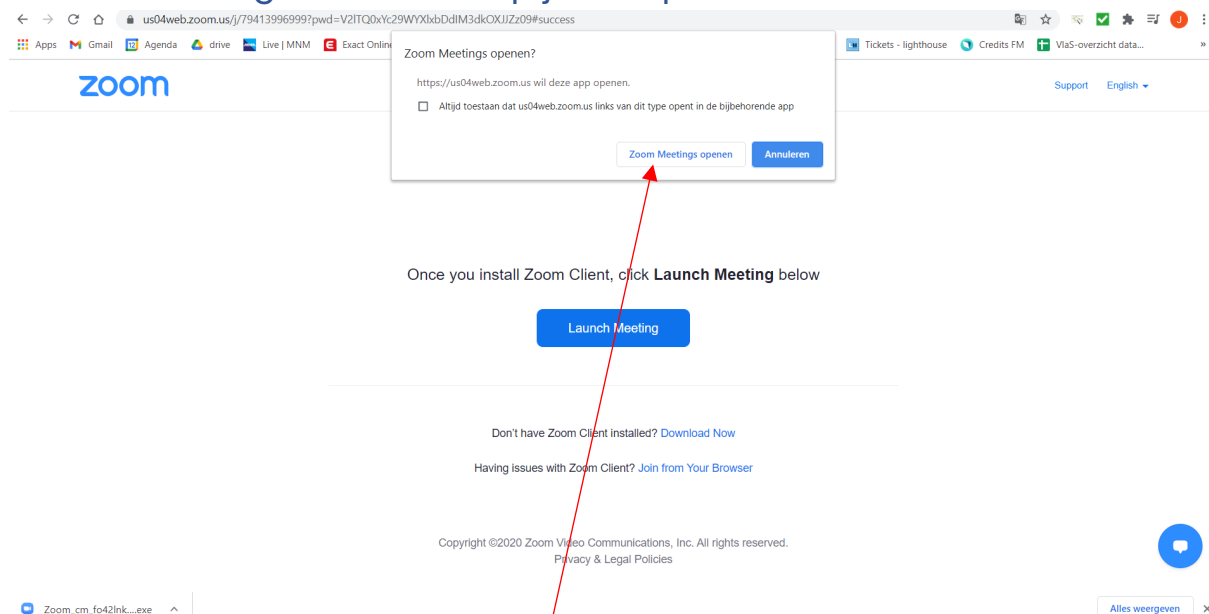 us04web.zoom.us/j/79413996999?pwd=V2lTQ0xYc29WYXlxbDdIM3dkOXJJZz09#success
Apps Gmail Agenda drive Live | MNM Exact Online Tickets - lighthouse Credits FM VlaS-overzicht data... »
zoom
Support English
Zoom Meetings openen?
https://us04web.zoom.us wil deze app openen.
Altijd toestaan dat us04web.zoom.us links van dit type opent in de bijbehorende app
Zoom Meetings openen Annuleren
Once you install Zoom Client, click Launch Meeting below
Launch Meeting
Don't have Zoom Client installed? Download Now
Having issues with Zoom Client? Join from Your Browser
Copyright ©2020 Zoom Video Communications, Inc. All rights reserved.
Privacy & Legal Policies
Zoom_cm_fo42lnk....exe Alles weergeven